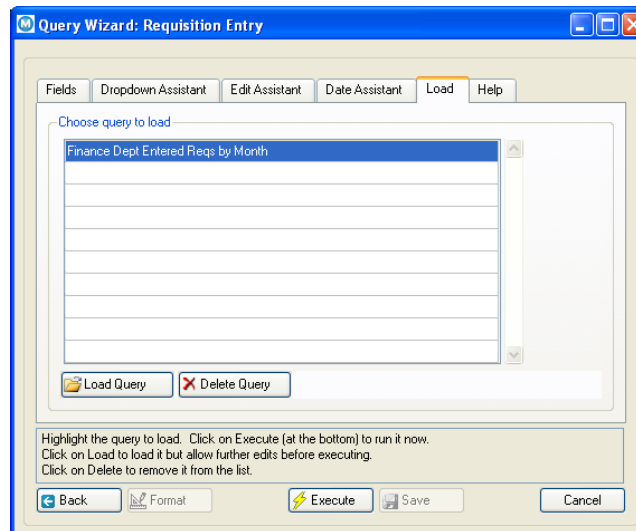 M Query Wizard: Requisition Entry
Fields Dropdown Assistant Edit Assistant Date Assistant Load Help
Choose query to load
Finance Dept Entered Reqs by Month
Load Query Delete Query
Highlight the query to load. Click on Execute (at the bottom) to run it now.
Click on Load to load it but allow further edits before executing.
Click on Delete to remove it from the list.
Back Format Execute Save Cancel